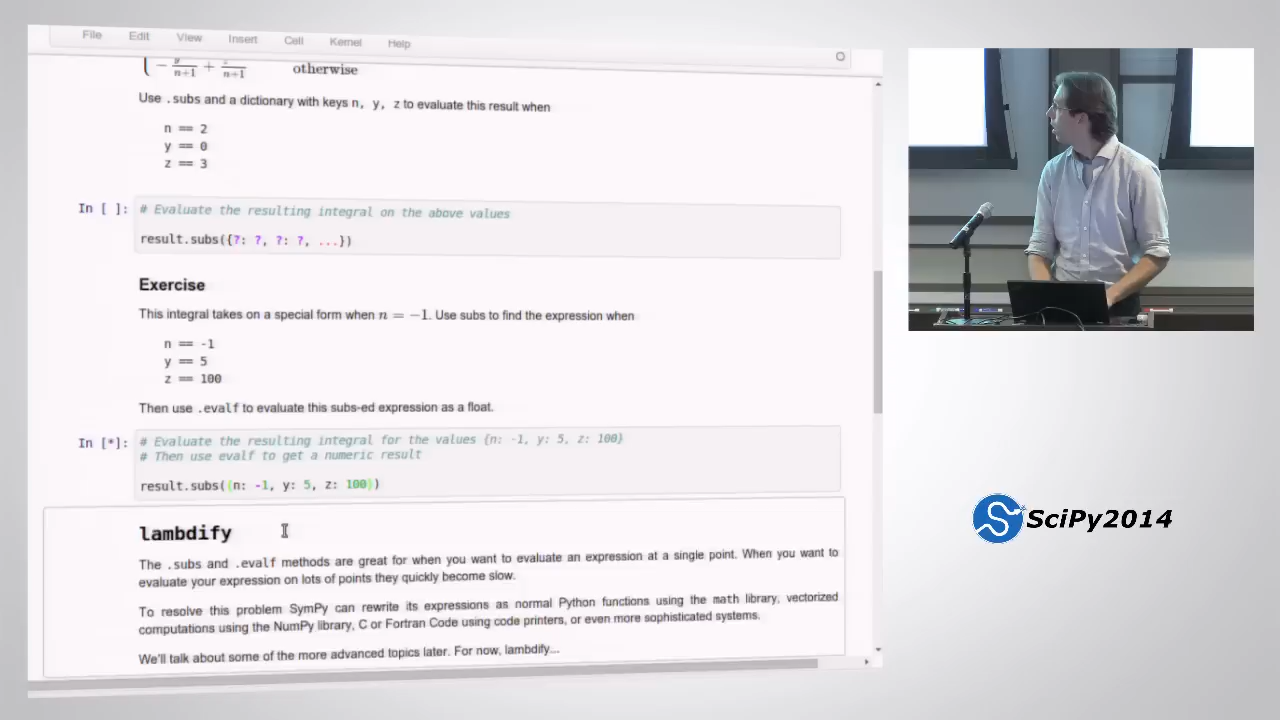 File Edit View Insert Cell Kernel Help
n+1 + n+1 otherwise
Use .subs and a dictionary with keys n, y, z to evaluate this result when
n == 2
y == 0
z == 3
In [ ]: # Evaluate the resulting integral on the above values
result.subs({?: ?, ?: ?, ...})
Exercise
This integral takes on a special form when n = −1. Use subs to find the expression when
n == -1
y == 5
z == 100
Then use .evalf to evaluate this subs-ed expression as a float.
In [*]: # Evaluate the resulting integral for the values {n: -1, y: 5, z: 100}
# Then use evalf to get a numeric result
result.subs({n: -1, y: 5, z: 100})
lambdify
The .subs and .evalf methods are great for when you want to evaluate an expression at a single point. When you want to
evaluate your expression on lots of points they quickly become slow.
To resolve this problem SymPy can rewrite its expressions as normal Python functions using the math library, vectorized
computations using the NumPy library, C or Fortran Code using code printers, or even more sophisticated systems.
We'll talk about some of the more advanced topics later. For now, lambdify...
SciPy2014